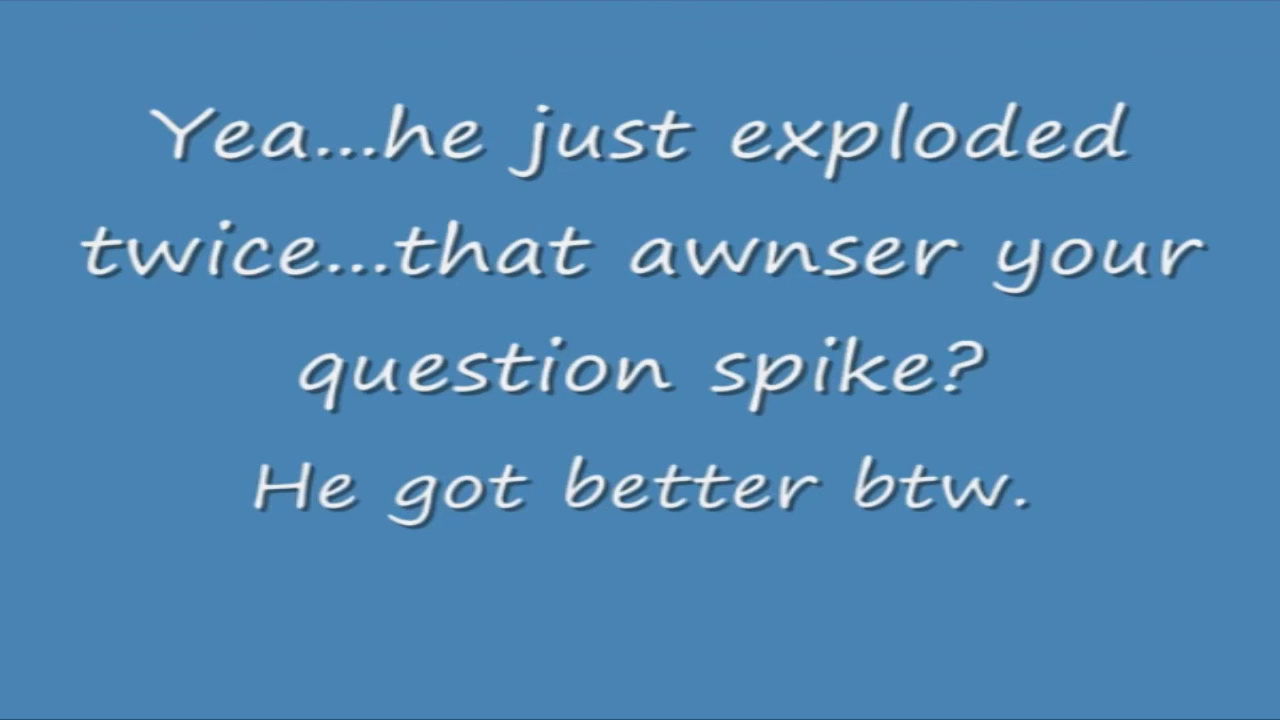 Yea...he just exploded
twice...that awnser your
question spike?
He got better btw.